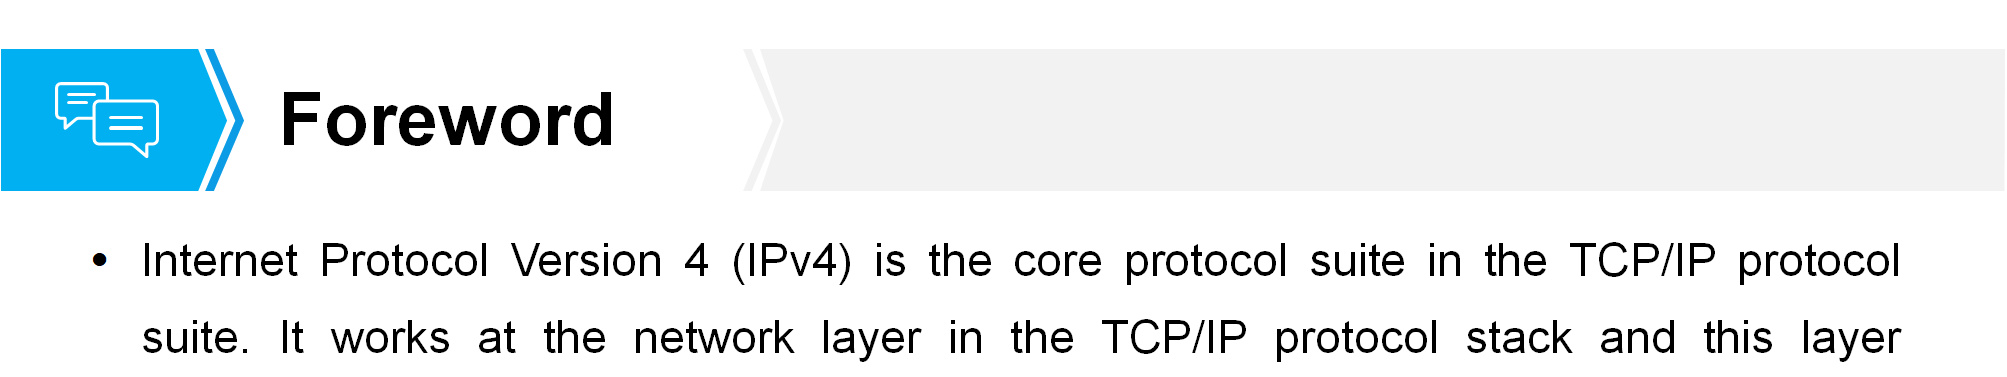 Foreword
• Internet Protocol Version 4 (IPv4) is the core protocol suite in the TCP/IP protocol
suite. It works at the network layer in the TCP/IP protocol stack and this layer